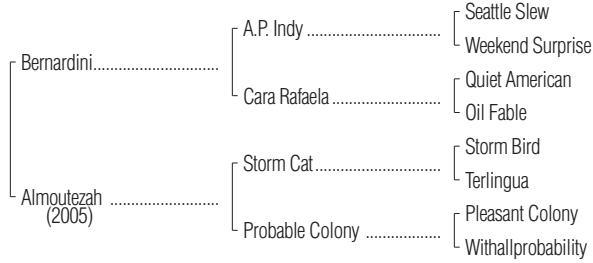 Seattle Slew
A.P. Indy ................................
Weekend Surprise
Bernardini..............................
Quiet American
Cara Rafaela ..........................
Oil Fable
Storm Bird
Storm Cat..............................
Terlingua
Almoutezah ..........................
(2005)
Pleasant Colony
Probable Colony ..................
Withallprobability